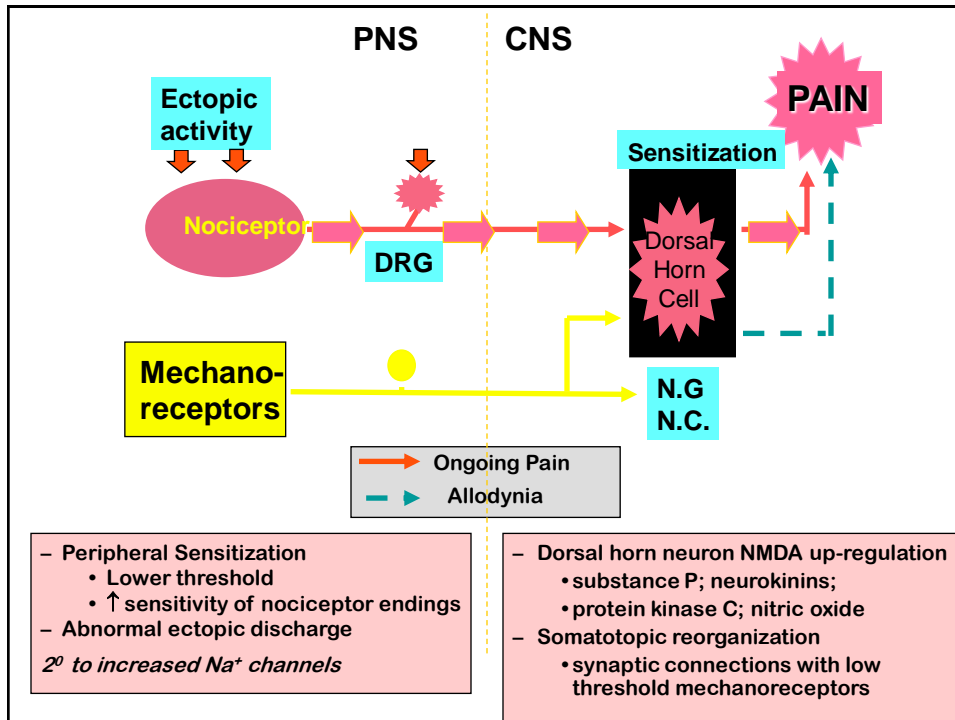 PNS
CNS
Ectopic
activity
PAIN
Sensitization
Nociceptor
DRG
Dorsal
Horn
Cell
Mechano-
receptors
N.G
N.C.
Ongoing Pain
Allodynia
– Peripheral Sensitization
• Lower threshold
• ↑ sensitivity of nociceptor endings
– Abnormal ectopic discharge
2⁰ to increased Na⁺ channels
– Dorsal horn neuron NMDA up-regulation
•substance P; neurokinins;
•protein kinase C; nitric oxide
– Somatotopic reorganization
•synaptic connections with low
threshold mechanoreceptors